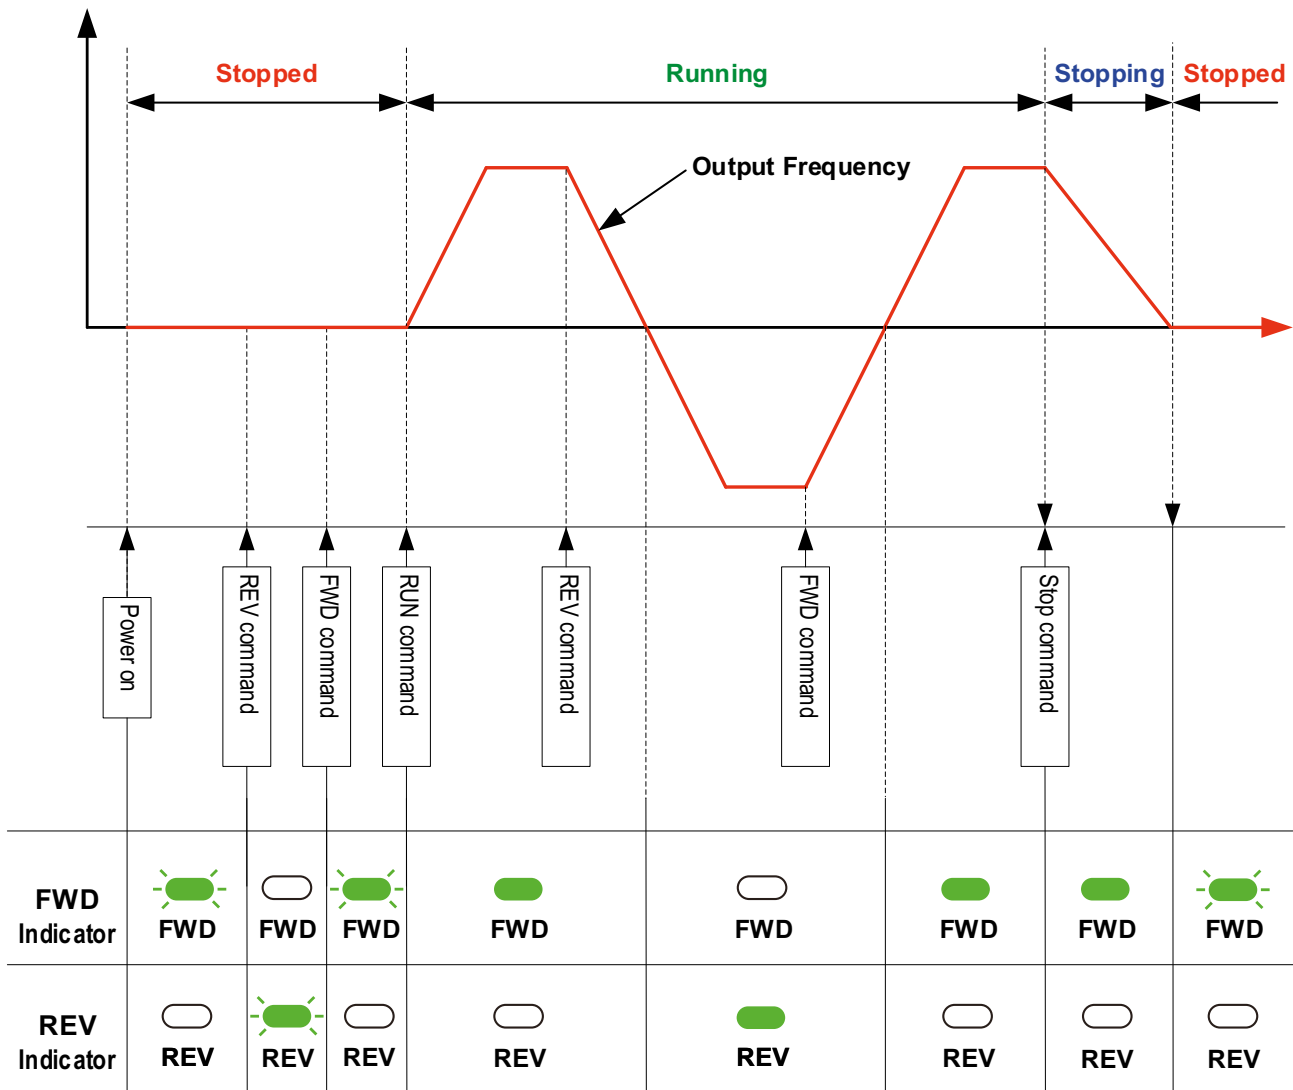 Stopped
Running
Stopping
Stopped
Output Frequency
Power on
REV command
FWD command
RUN command
REV command
FWD command
Stop command
FWD
Indicator
FWD
FWD
FWD
FWD
FWD
FWD
FWD
FWD
REV
Indicator
REV
REV
REV
REV
REV
REV
REV
REV